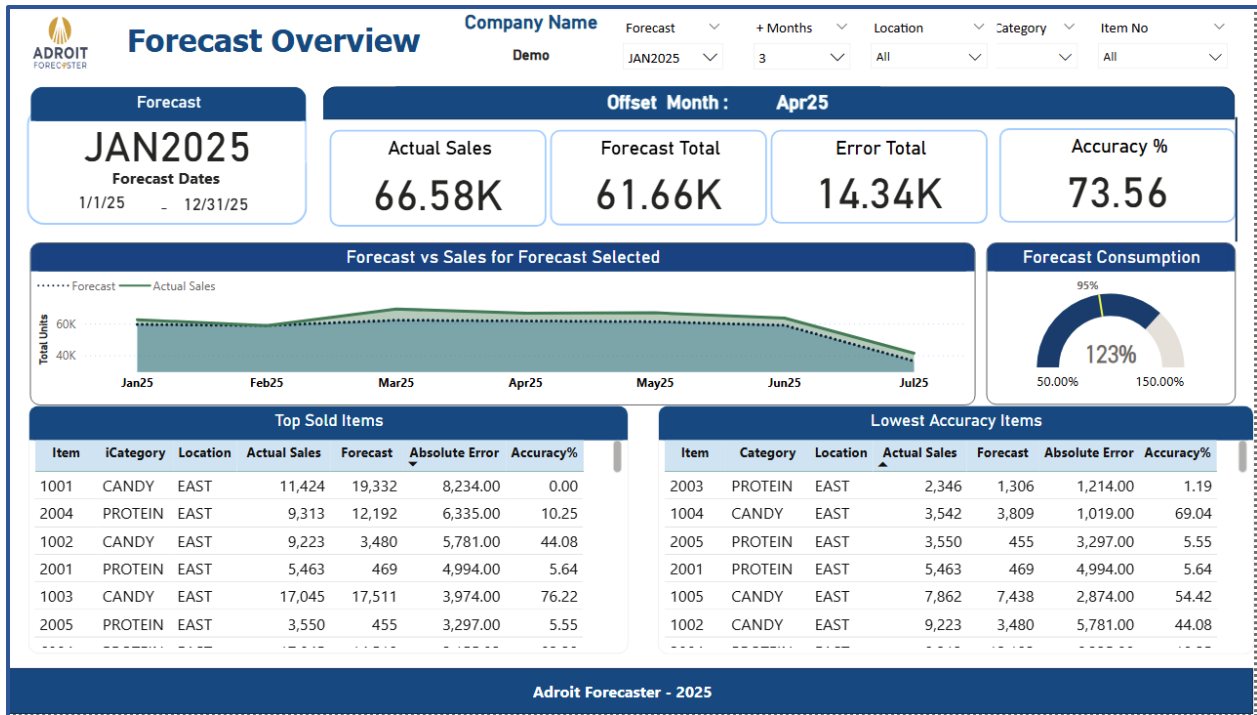 ADROIT
FORECASTER
Forecast Overview
Company Name
Demo
Forecast
JAN2025
+ Months
3
Location
All
Category
Item No
All
Forecast
JAN2025
Forecast Dates
1/1/25 - 12/31/25
Offset Month : Apr25
Actual Sales
66.58K
Forecast Total
61.66K
Error Total
14.34K
Accuracy %
73.56
Forecast vs Sales for Forecast Selected
Forecast Actual Sales
Total Units
60K
40K
Jan25 Feb25 Mar25 Apr25 May25 Jun25 Jul25
Forecast Consumption
95%
123%
50.00% 150.00%
Top Sold Items
Item iCategory Location Actual Sales Forecast Absolute Error Accuracy%
1001 CANDY EAST 11,424 19,332 8,234.00 0.00
2004 PROTEIN EAST 9,313 12,192 6,335.00 10.25
1002 CANDY EAST 9,223 3,480 5,781.00 44.08
2001 PROTEIN EAST 5,463 469 4,994.00 5.64
1003 CANDY EAST 17,045 17,511 3,974.00 76.22
2005 PROTEIN EAST 3,550 455 3,297.00 5.55
Lowest Accuracy Items
Item Category Location Actual Sales Forecast Absolute Error Accuracy%
2003 PROTEIN EAST 2,346 1,306 1,214.00 1.19
1004 CANDY EAST 3,542 3,809 1,019.00 69.04
2005 PROTEIN EAST 3,550 455 3,297.00 5.55
2001 PROTEIN EAST 5,463 469 4,994.00 5.64
1005 CANDY EAST 7,862 7,438 2,874.00 54.42
1002 CANDY EAST 9,223 3,480 5,781.00 44.08
Adroit Forecaster - 2025